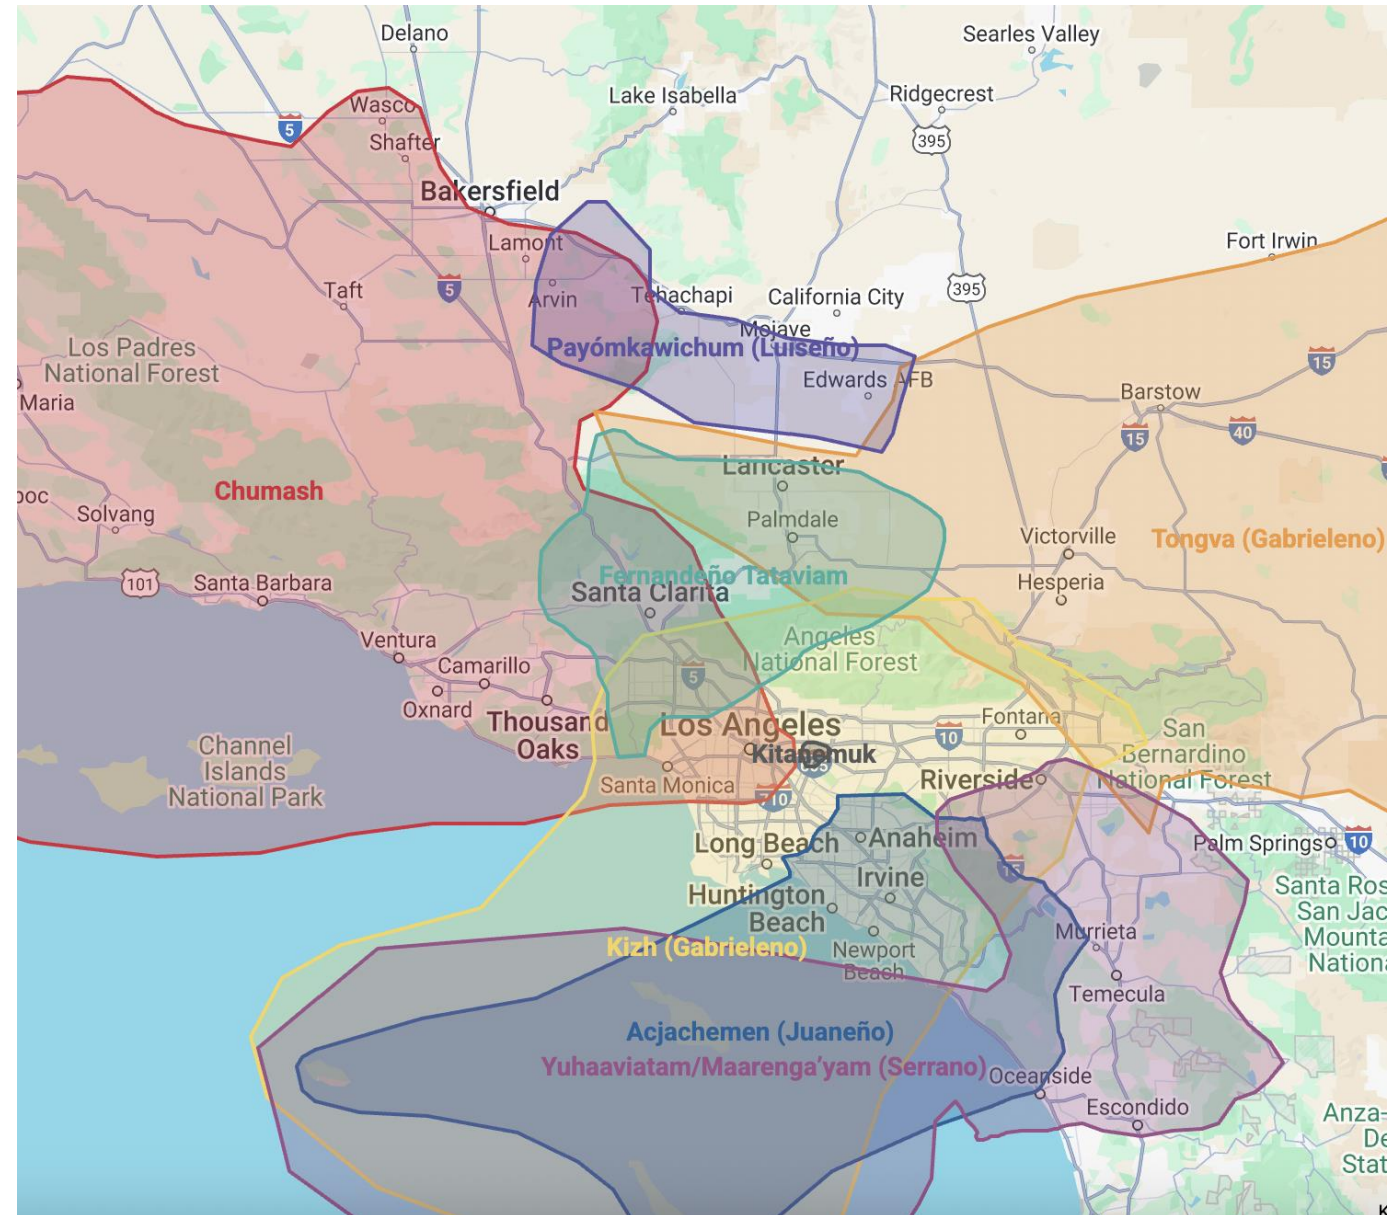 Delano
Searles Valley
Lake Isabella
Ridgecrest
Wasco
5
395
Shafter
Bakersfield
Lamont
Fort Irwin
Taft
5
Arvin
Tehachapi
California City
395
Mojave
Payómkawichum (Luiseño)
Los Padres
National Forest
15
Edwards AFB
Barstow
Maria
15
40
Lancaster
Chumash
Solvang
Palmdale
Victorville
Tongva (Gabrieleno)
101
Santa Barbara
Fernandeño Tataviam
Hesperia
Santa Clarita
Ventura
Angeles
National Forest
Camarillo
5
Oxnard
Thousand
Oaks
Los Angeles
Fontana
10
San
Bernardino
National Forest
Channel
Islands
National Park
Kitanemuk
Riverside
Santa Monica
710
Long Beach
Anaheim
Palm Springs
10
15
Irvine
Huntington
Beach
Santa Ros
San Jac
Mounta
Nationa
Kizh (Gabrieleno)
Newport
Beach
Murrieta
Temecula
Acjachemen (Juaneño)
Yuhaaviatam/Maarenga'yam (Serrano)
Oceanside
Escondido
Anza-
De
Stat
K